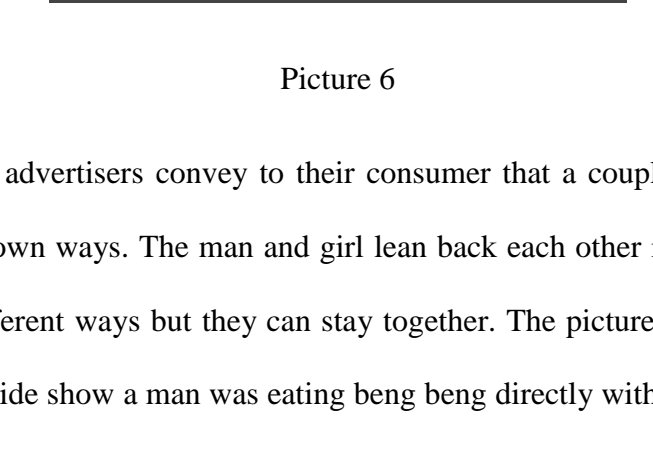 Picture 6
advertisers convey to their consumer that a coupl
own ways. The man and girl lean back each other
ferent ways but they can stay together. The picture
ide show a man was eating beng beng directly with